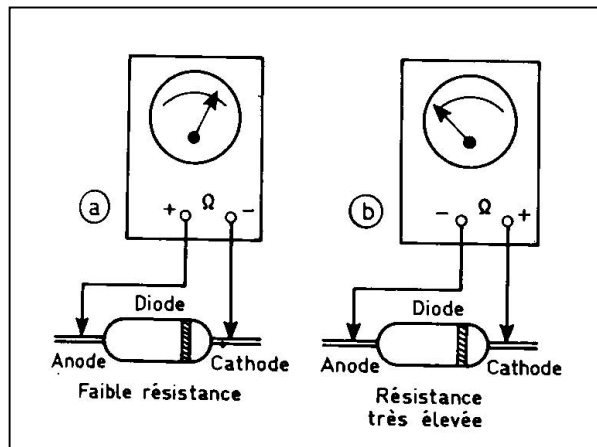 a
+ Ω -
Diode
Anode
Cathode
Faible résistance
b
- Ω +
Diode
Anode
Cathode
Résistance
très élevée